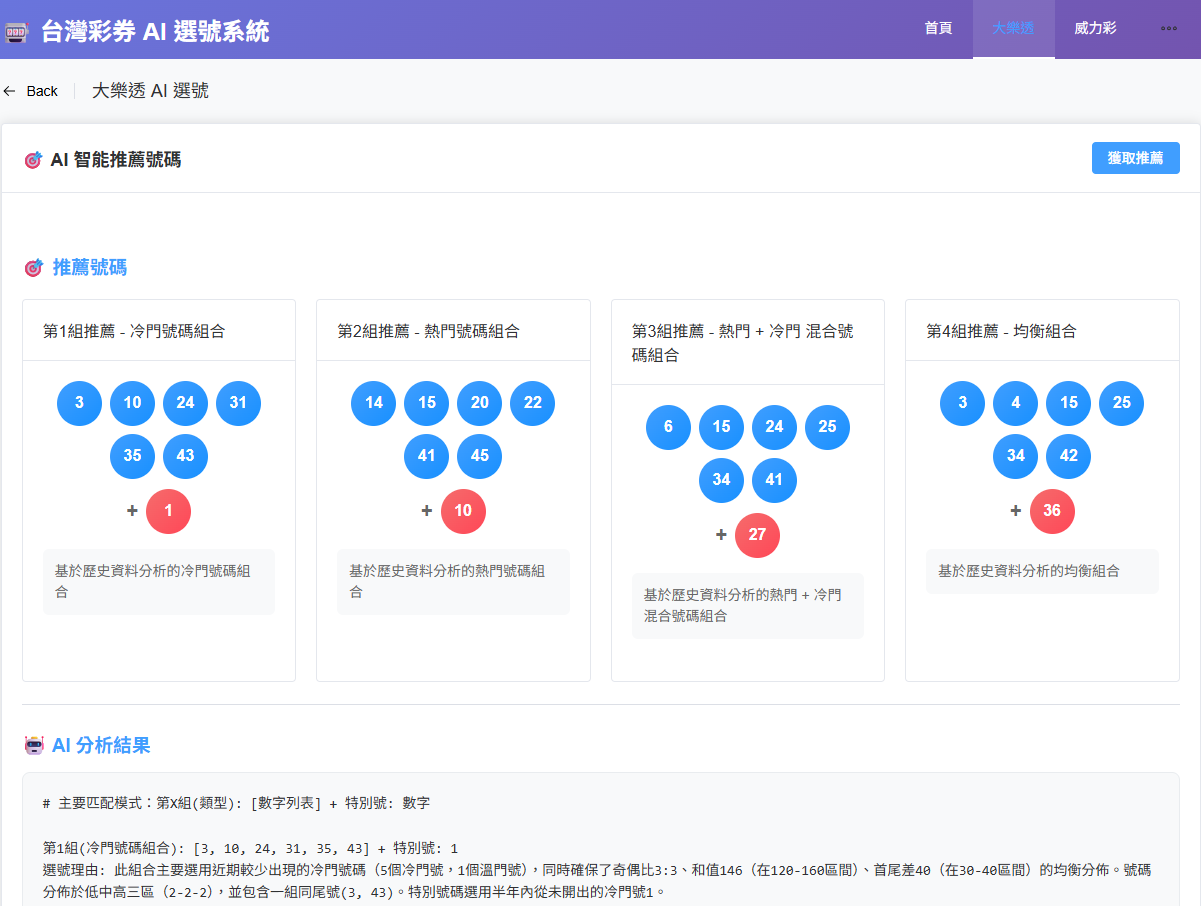 台灣彩券 AI 選號系統
首頁
大樂透
威力彩
Back
大樂透 AI 選號
AI 智能推薦號碼
獲取推薦
推薦號碼
第1組推薦 - 冷門號碼組合
3 10 24 31
35 43
+ 1
基於歷史資料分析的冷門號碼組
合
第2組推薦 - 熱門號碼組合
14 15 20 22
41 45
+ 10
基於歷史資料分析的熱門號碼組
合
第3組推薦 - 熱門 + 冷門 混合號
碼組合
6 15 24 25
34 41
+ 27
基於歷史資料分析的熱門 + 冷門
混合號碼組合
第4組推薦 - 均衡組合
3 4 15 25
34 42
+ 36
基於歷史資料分析的均衡組合
AI 分析結果
# 主要匹配模式：第X組(類型): [數字列表] + 特別號: 數字
第1組(冷門號碼組合): [3, 10, 24, 31, 35, 43] + 特別號: 1
選號理由: 此組合主要選用近期較少出現的冷門號碼（5個冷門號，1個溫門號），同時確保了奇偶比3:3、和值146（在120-160區間）、首尾差40（在30-40區間）的均衡分佈。號碼
分佈於低中高三區（2-2-2），並包含一組同尾號(3, 43)。特別號碼選用半年內從未開出的冷門號1。